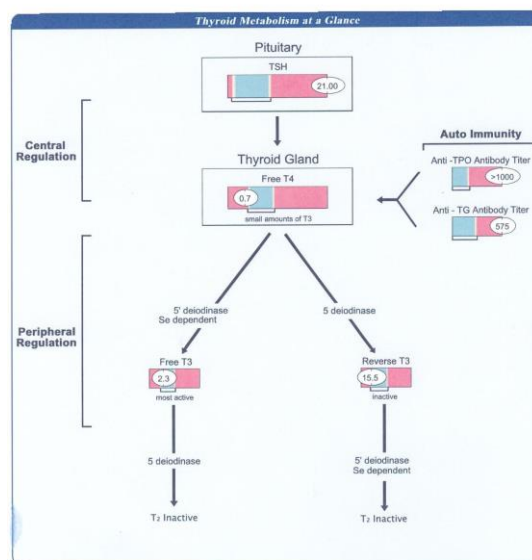 Thyroid Metabolism at a Glance
Pituitary
TSH
21.00
Central
Regulation
Auto Immunity
Thyroid Gland
Anti -TPO Antibody Titer
>1000
Free T4
0.7
small amounts of T3
Anti - TG Antibody Titer
575
5' deiodinase
Se dependent
5 deiodinase
Peripheral
Regulation
Free T3
2.3
most active
Reverse T3
15.5
inactive
5 deiodinase
5' deiodinase
Se dependent
T₂ Inactive
T₂ Inactive